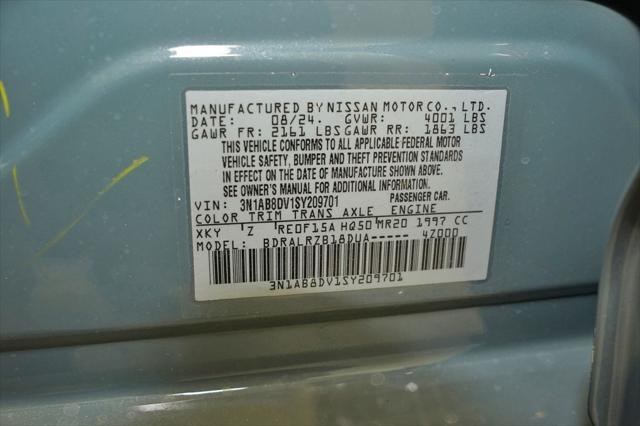 MANUFACTURED BY NISSAN MOTOR CO., LTD.
DATE: 08/24. GVWR: 4001 LBS
GAWR FR: 2161 LBS GAWR RR: 1863 LBS
THIS VEHICLE CONFORMS TO ALL APPLICABLE FEDERAL MOTOR
VEHICLE SAFETY, BUMPER AND THEFT PREVENTION STANDARDS
IN EFFECT ON THE DATE OF MANUFACTURE SHOWN ABOVE.
SEE OWNER'S MANUAL FOR ADDITIONAL INFORMATION.
VIN: 3N1AB8DV1SY209701 PASSENGER CAR.
COLOR TRIM TRANS AXLE ENGINE
XKY Z RE0F15A HQ50 MR20 1997 CC
MODEL: BDRALRZB18DUA----- 4Z000
3N1AB8DV1SY209701